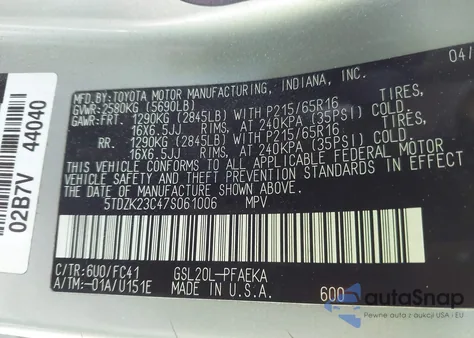 04/
MFD.BY:TOYOTA MOTOR MANUFACTURING, INDIANA, INC.
GVWR:2580KG (5690LB)
GAWR:FRT. 1290KG (2845LB) WITH P215/65R16 TIRES,
16X6.5JJ RIMS, AT 240KPA (35PSI) COLD.
RR. 1290KG (2845LB) WITH P215/65R16 TIRES,
16X6.5JJ RIMS, AT 240KPA (35PSI) COLD.
THIS VEHICLE CONFORMS TO ALL APPLICABLE FEDERAL MOTOR
VEHICLE SAFETY AND THEFT PREVENTION STANDARDS IN EFFECT
ON THE DATE OF MANUFACTURE SHOWN ABOVE.
5TDZK23C47S061006 MPV
C/TR:6U0/FC41 GSL20L-PFAEKA
A/TM:-01A/U151E MADE IN U.S.A. 600
02B7V 44040
autoSnap
Pewne auta z USA i EU